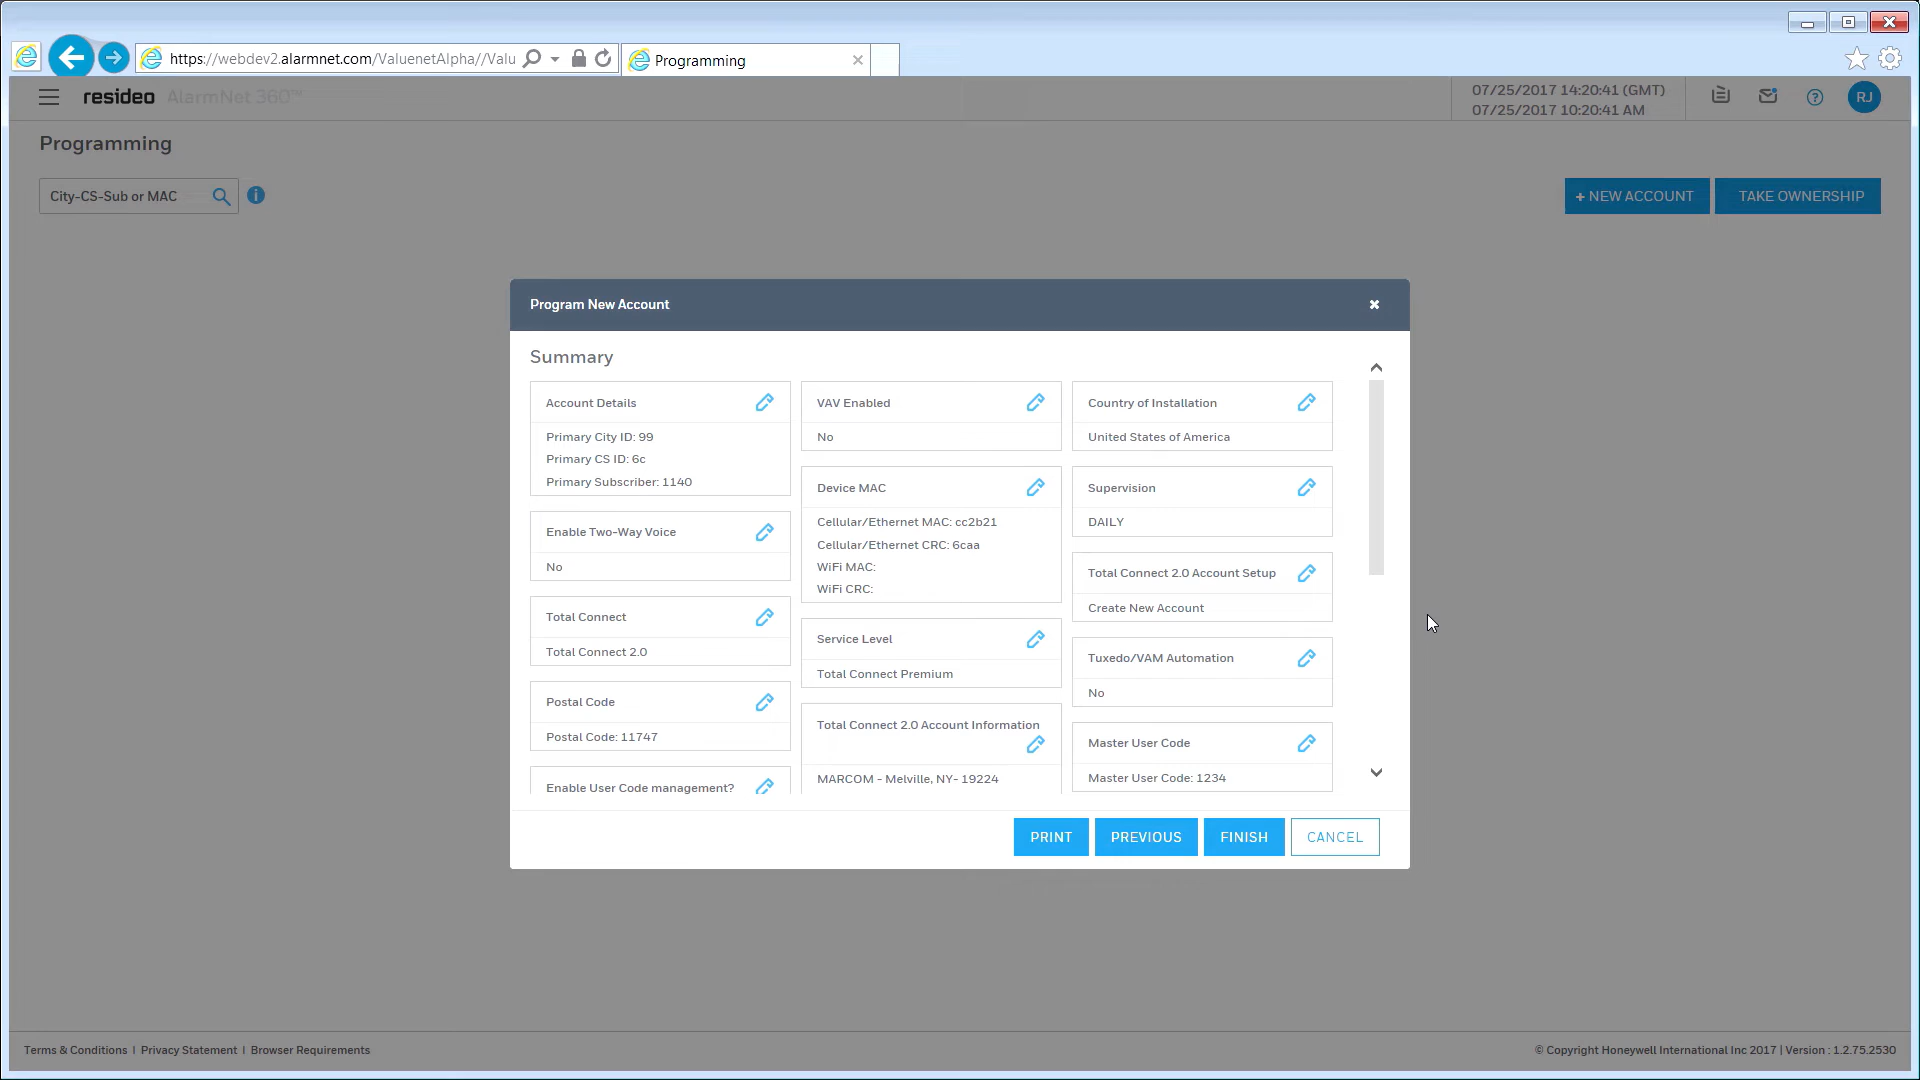 https://webdev2.alarmnet.com/ValuenetAlpha//Valu
Programming
resideo AlarmNet 360™
07/25/2017 14:20:41 (GMT)
07/25/2017 10:20:41 AM
RJ
Programming
City-CS-Sub or MAC
+ NEW ACCOUNT
TAKE OWNERSHIP
Program New Account
Summary
Account Details
Primary City ID: 99
Primary CS ID: 6c
Primary Subscriber: 1140
Enable Two-Way Voice
No
Total Connect
Total Connect 2.0
Postal Code
Postal Code: 11747
Enable User Code management?
VAV Enabled
No
Device MAC
Cellular/Ethernet MAC: cc2b21
Cellular/Ethernet CRC: 6caa
WiFi MAC:
WiFi CRC:
Service Level
Total Connect Premium
Total Connect 2.0 Account Information
MARCOM - Melville, NY- 19224
Country of Installation
United States of America
Supervision
DAILY
Total Connect 2.0 Account Setup
Create New Account
Tuxedo/VAM Automation
No
Master User Code
Master User Code: 1234
PRINT
PREVIOUS
FINISH
CANCEL
Terms & Conditions | Privacy Statement | Browser Requirements
© Copyright Honeywell International Inc 2017 | Version : 1.2.75.2530